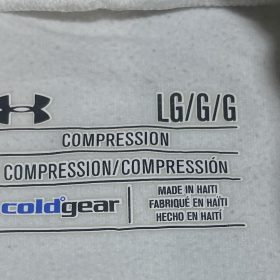 LG/G/G
COMPRESSION
COMPRESSION/COMPRESSIÓN
coldgear
MADE IN HAITI
FABRIQUÉ EN HAÏTI
HECHO EN HAITÍ